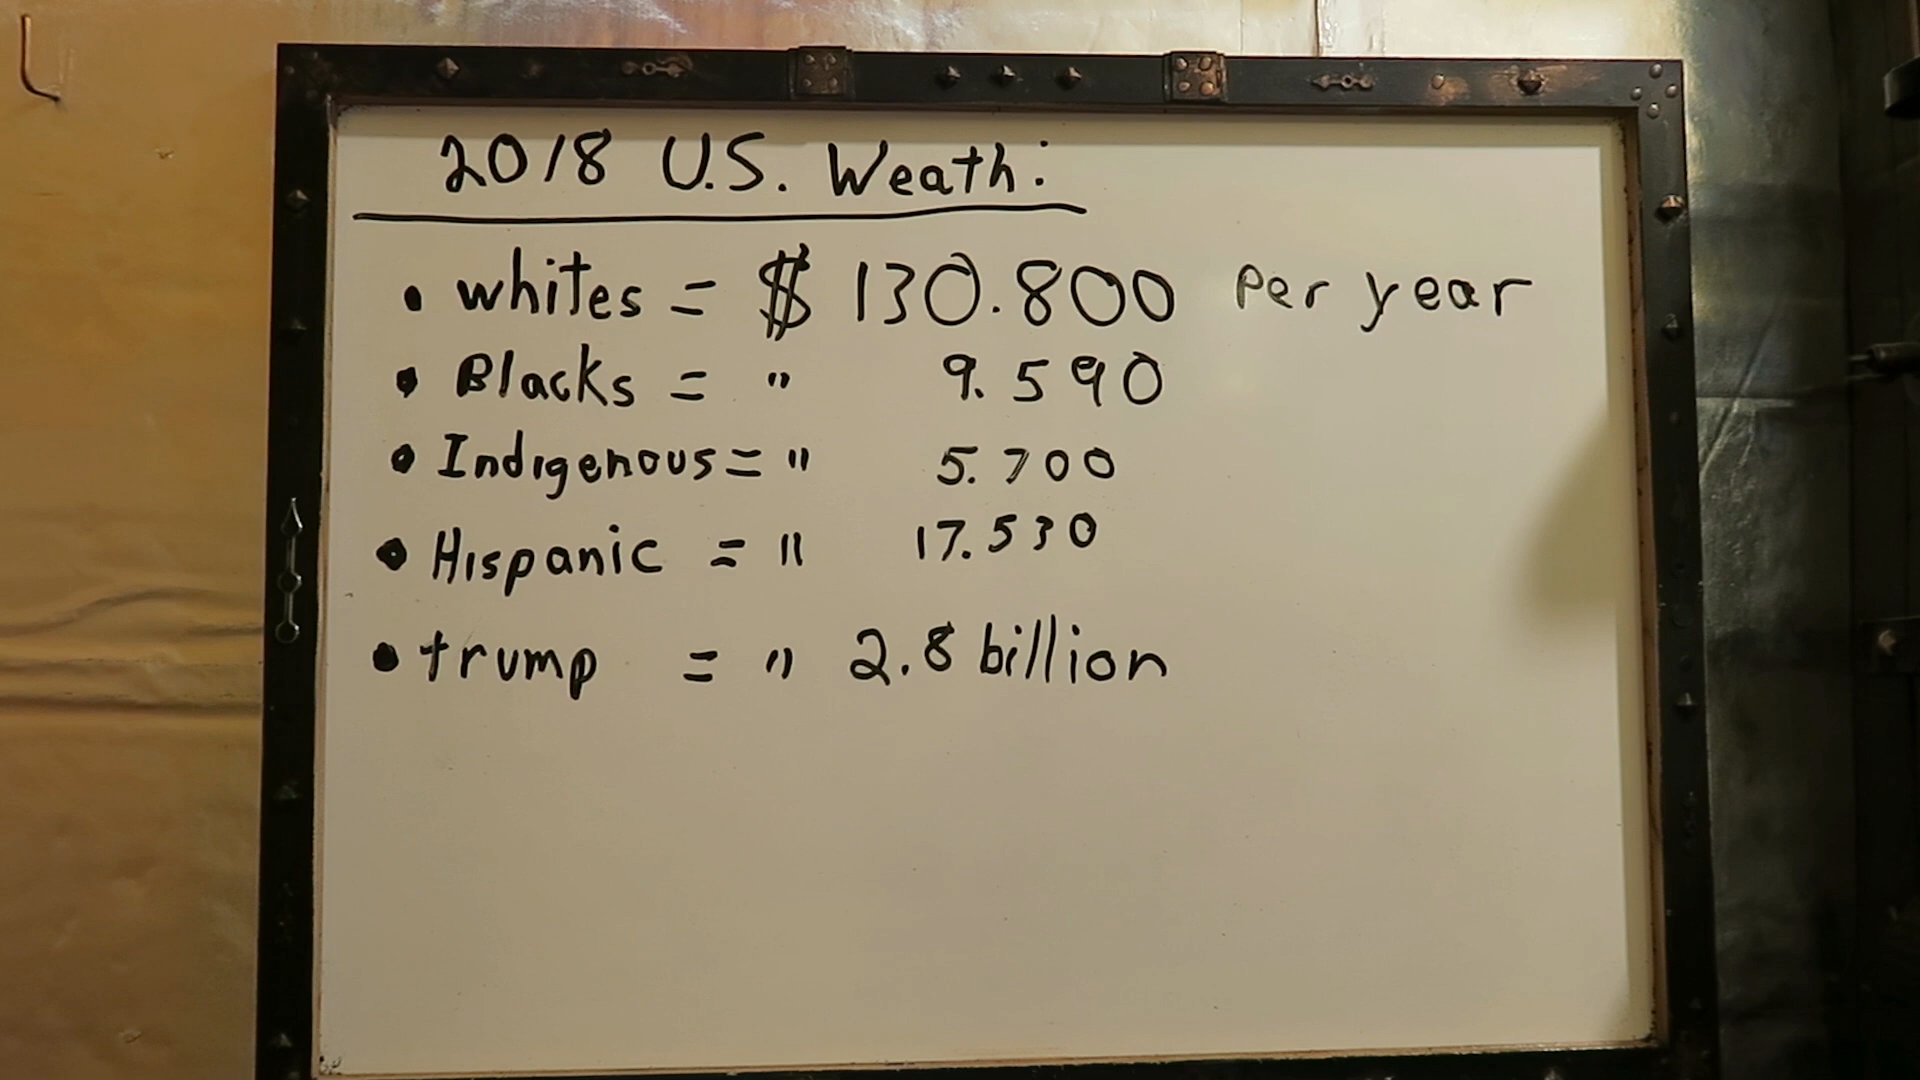 2018 U.S. Weath:
• whites = $ 130.800 per year
• Blacks = " 9.590
• Indigenous = " 5.700
• Hispanic = " 17.530
• trump = " 2.8 billion